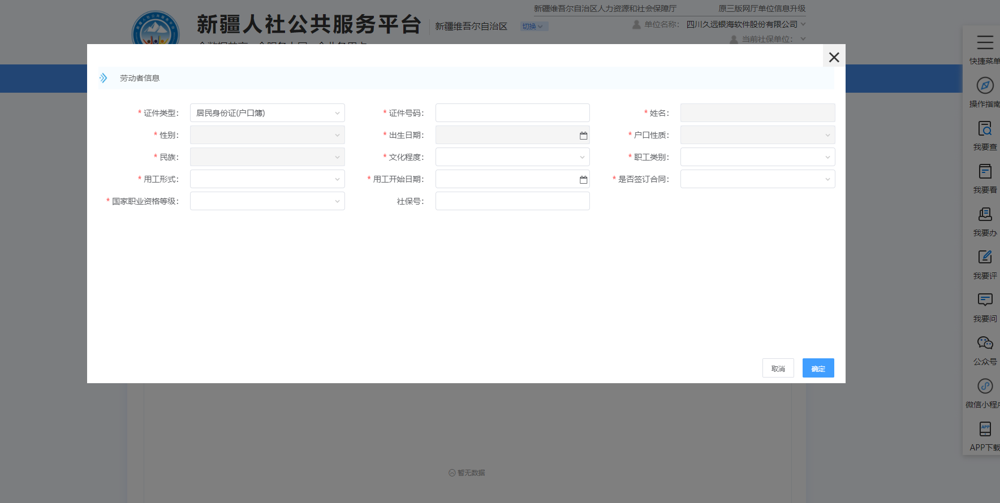 新疆维吾尔自治区人力资源和社会保障厅 原三版网厅单位信息升级
新疆人社公共服务平台 新疆维吾尔自治区 切换
单位名称： 四川久远银海软件股份有限公司
当前社保单位：
劳动者信息
* 证件类型： 居民身份证(户口簿) * 证件号码： * 姓名：
* 性别： * 出生日期： * 户口性质：
* 民族： * 文化程度： * 职工类别：
* 用工形式： * 用工开始日期： * 是否签订合同：
* 国家职业资格等级： 社保号：
取消 确定
暂无数据
快捷菜单
操作指南
我要查
我要看
我要办
我要评
我要问
公众号
微信小程序
APP
APP下载